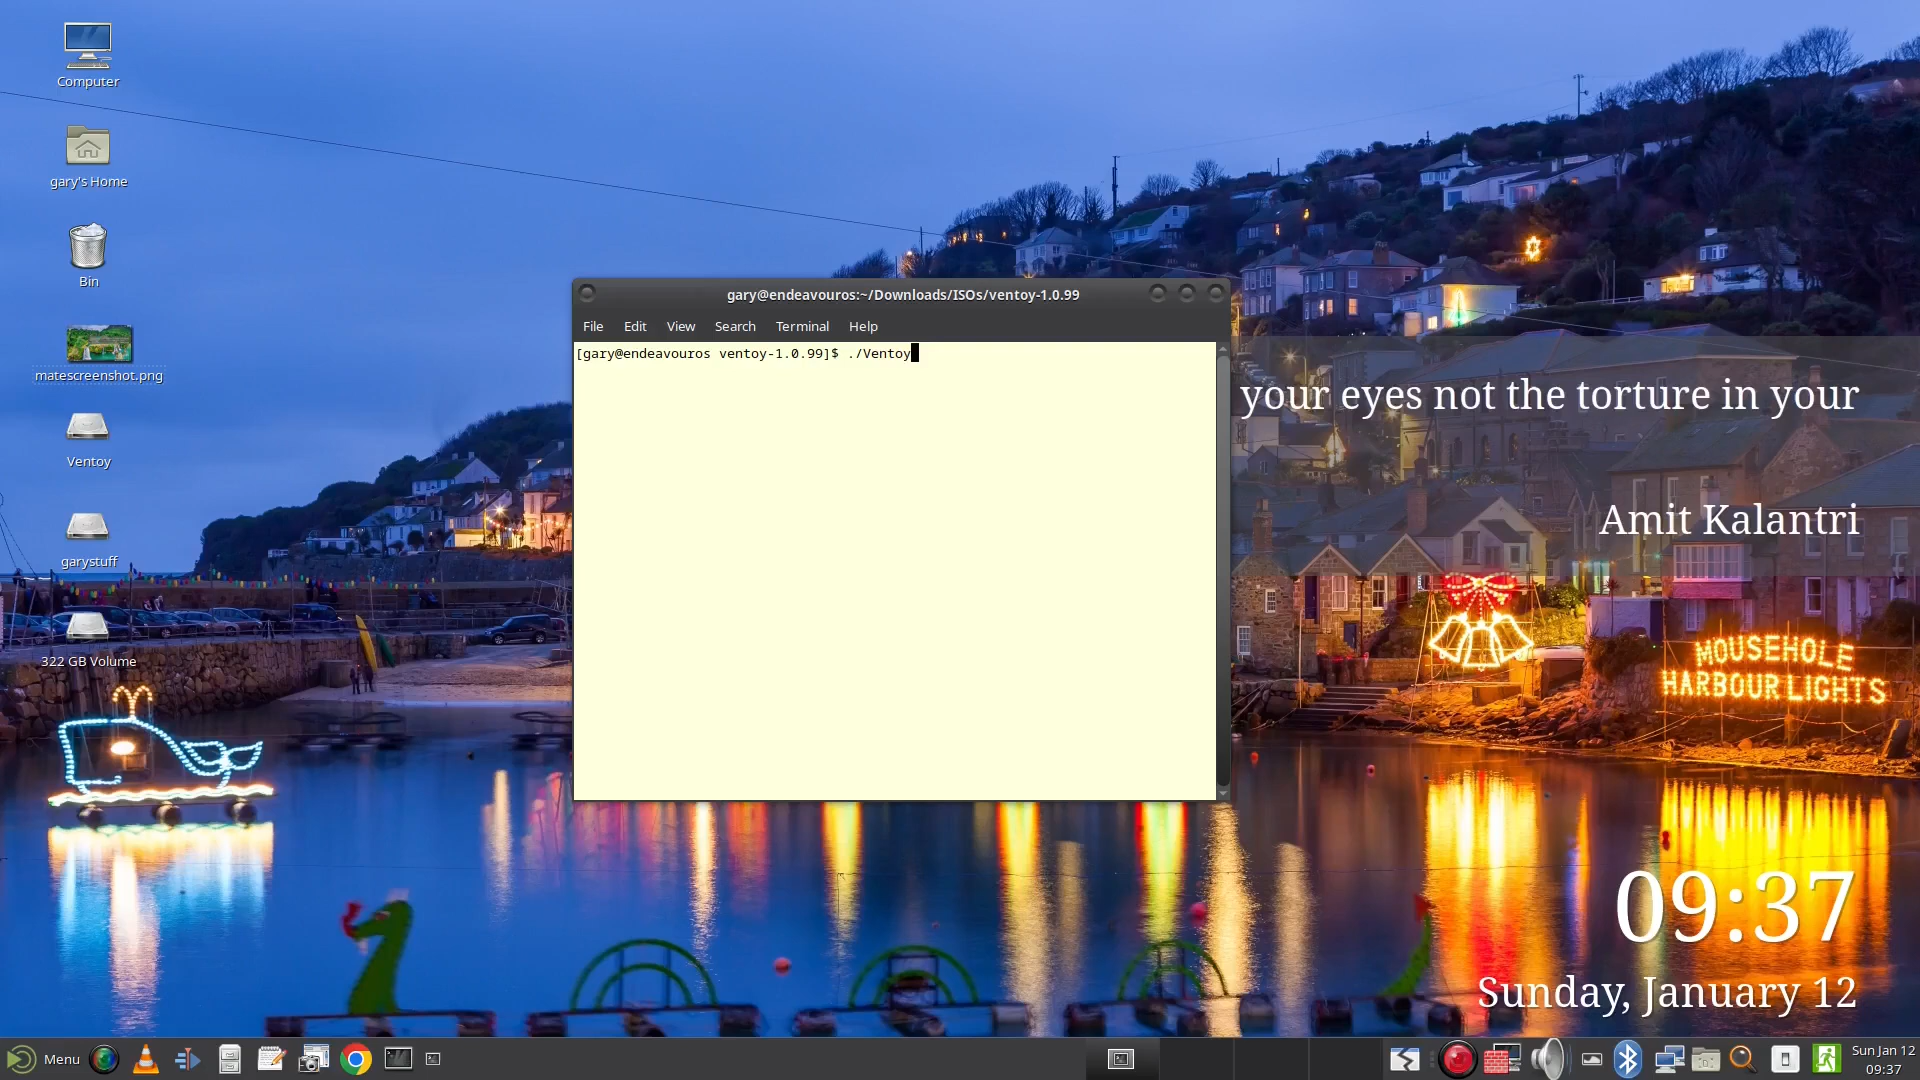 Computer
gary's Home
Bin
matescreenshot.png
Ventoy
garystuff
322 GB Volume
gary@endeavouros:~/Downloads/ISOs/ventoy-1.0.99
File Edit View Search Terminal Help
[gary@endeavouros ventoy-1.0.99]$ ./Ventoy
your eyes not the torture in your
Amit Kalantri
MOUSEHOLE
HARBOUR LIGHTS
09:37
Sunday, January 12
Menu
Sun Jan 12
09:37